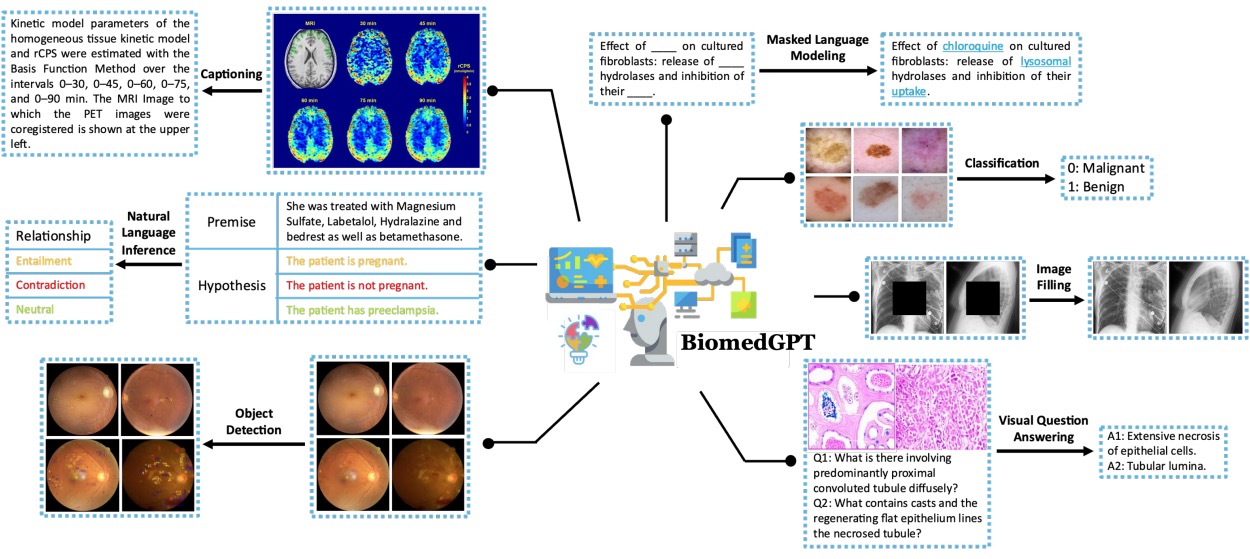 Kinetic model parameters of the
homogeneous tissue kinetic model
and rCPS were estimated with the
Basis Function Method over the
intervals 0–30, 0–45, 0–60, 0–75,
and 0–90 min. The MRI Image to
which the PET images were
coregistered is shown at the upper
left.
Captioning
MRI
30 min
45 min
60 min
75 min
90 min
rCPS
Effect of ____ on cultured
fibroblasts: release of ____
hydrolases and inhibition of
their ____.
Masked Language
Modeling
Effect of chloroquine on cultured
fibroblasts: release of lysosomal
hydrolases and inhibition of their
uptake.
Classification
0: Malignant
1: Benign
Relationship
Entailment
Contradiction
Neutral
Natural
Language
Inference
Premise
She was treated with Magnesium
Sulfate, Labetalol, Hydralazine and
bedrest as well as betamethasone.
Hypothesis
The patient is pregnant.
The patient is not pregnant.
The patient has preeclampsia.
BiomedGPT
Image
Filling
Object
Detection
Q1: What is there involving
predominantly proximal
convoluted tubule diffusely?
Q2: What contains casts and the
regenerating flat epithelium lines
the necrosed tubule?
Visual Question
Answering
A1: Extensive necrosis
of epithelial cells.
A2: Tubular lumina.